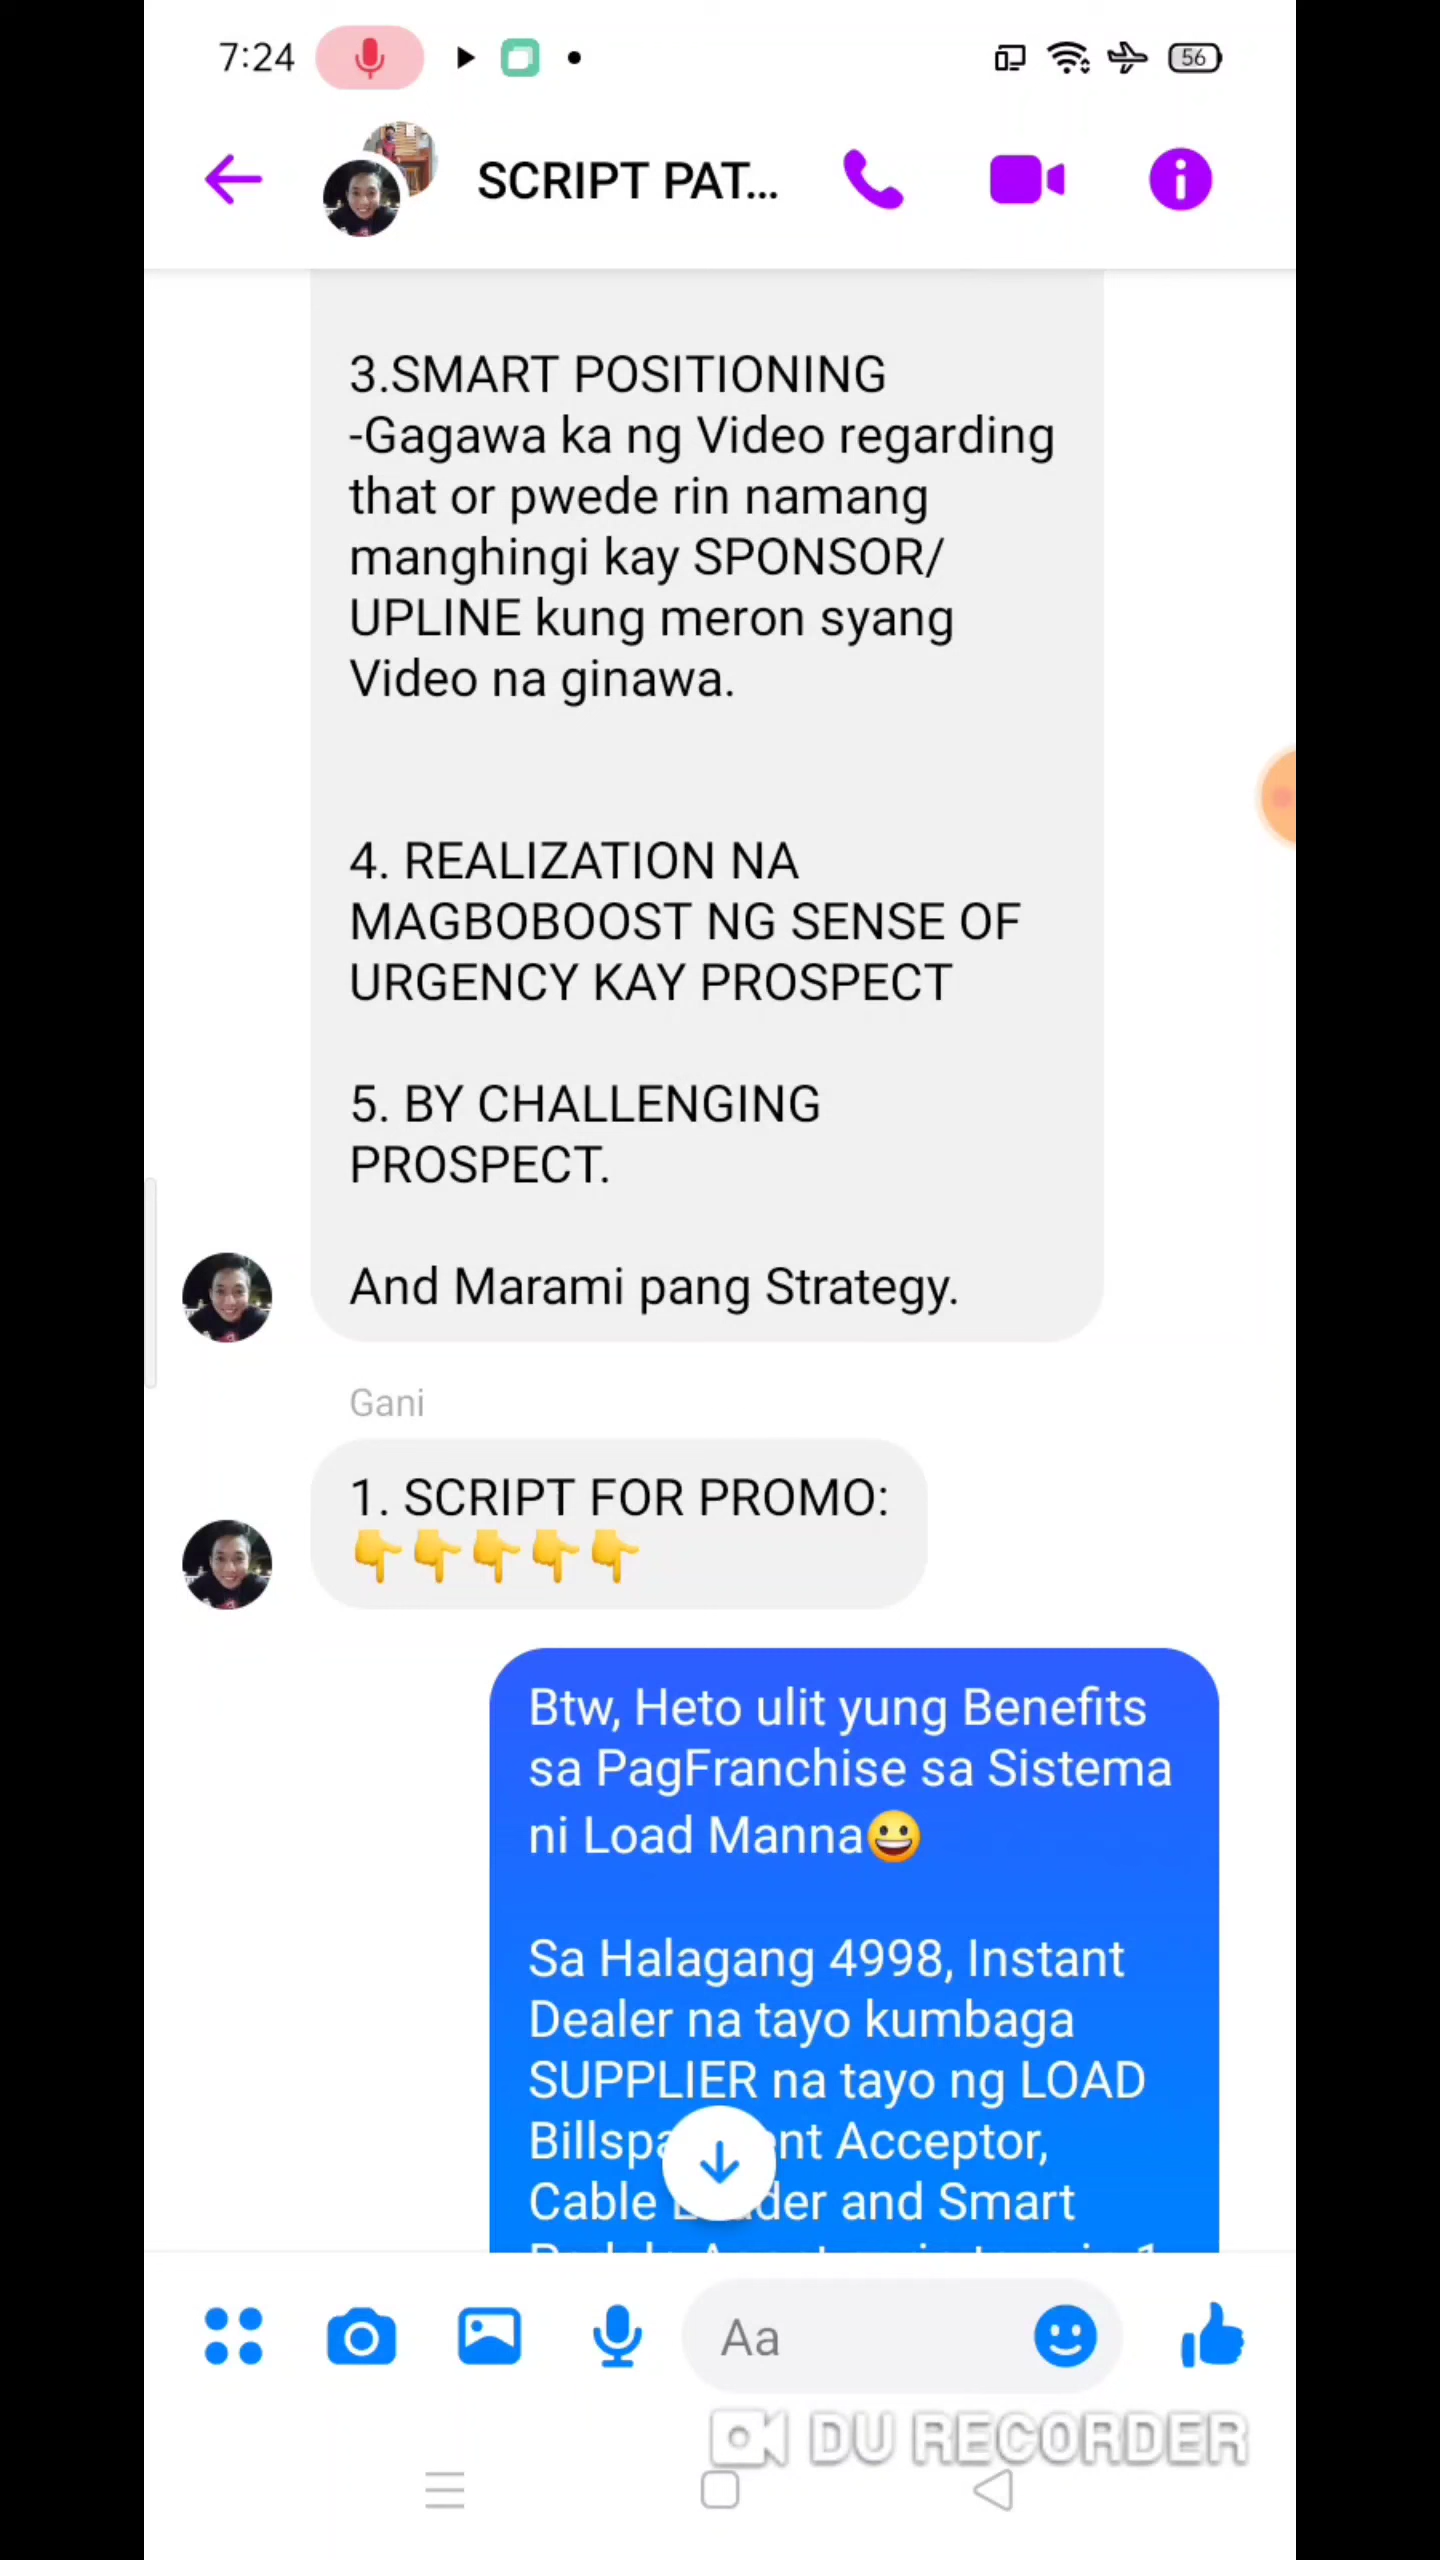 7:24
56
SCRIPT PAT...
3.SMART POSITIONING
-Gagawa ka ng Video regarding
that or pwede rin namang
manghingi kay SPONSOR/
UPLINE kung meron syang
Video na ginawa.
4. REALIZATION NA
MAGBOBOOST NG SENSE OF
URGENCY KAY PROSPECT
5. BY CHALLENGING
PROSPECT.
And Marami pang Strategy.
Gani
1. SCRIPT FOR PROMO:
👇👇👇👇👇
Btw, Heto ulit yung Benefits
sa PagFranchise sa Sistema
ni Load Manna😀
Sa Halagang 4998, Instant
Dealer na tayo kumbaga
SUPPLIER na tayo ng LOAD
Acceptor,
Cable and Smart
Aa
DU RECORDER